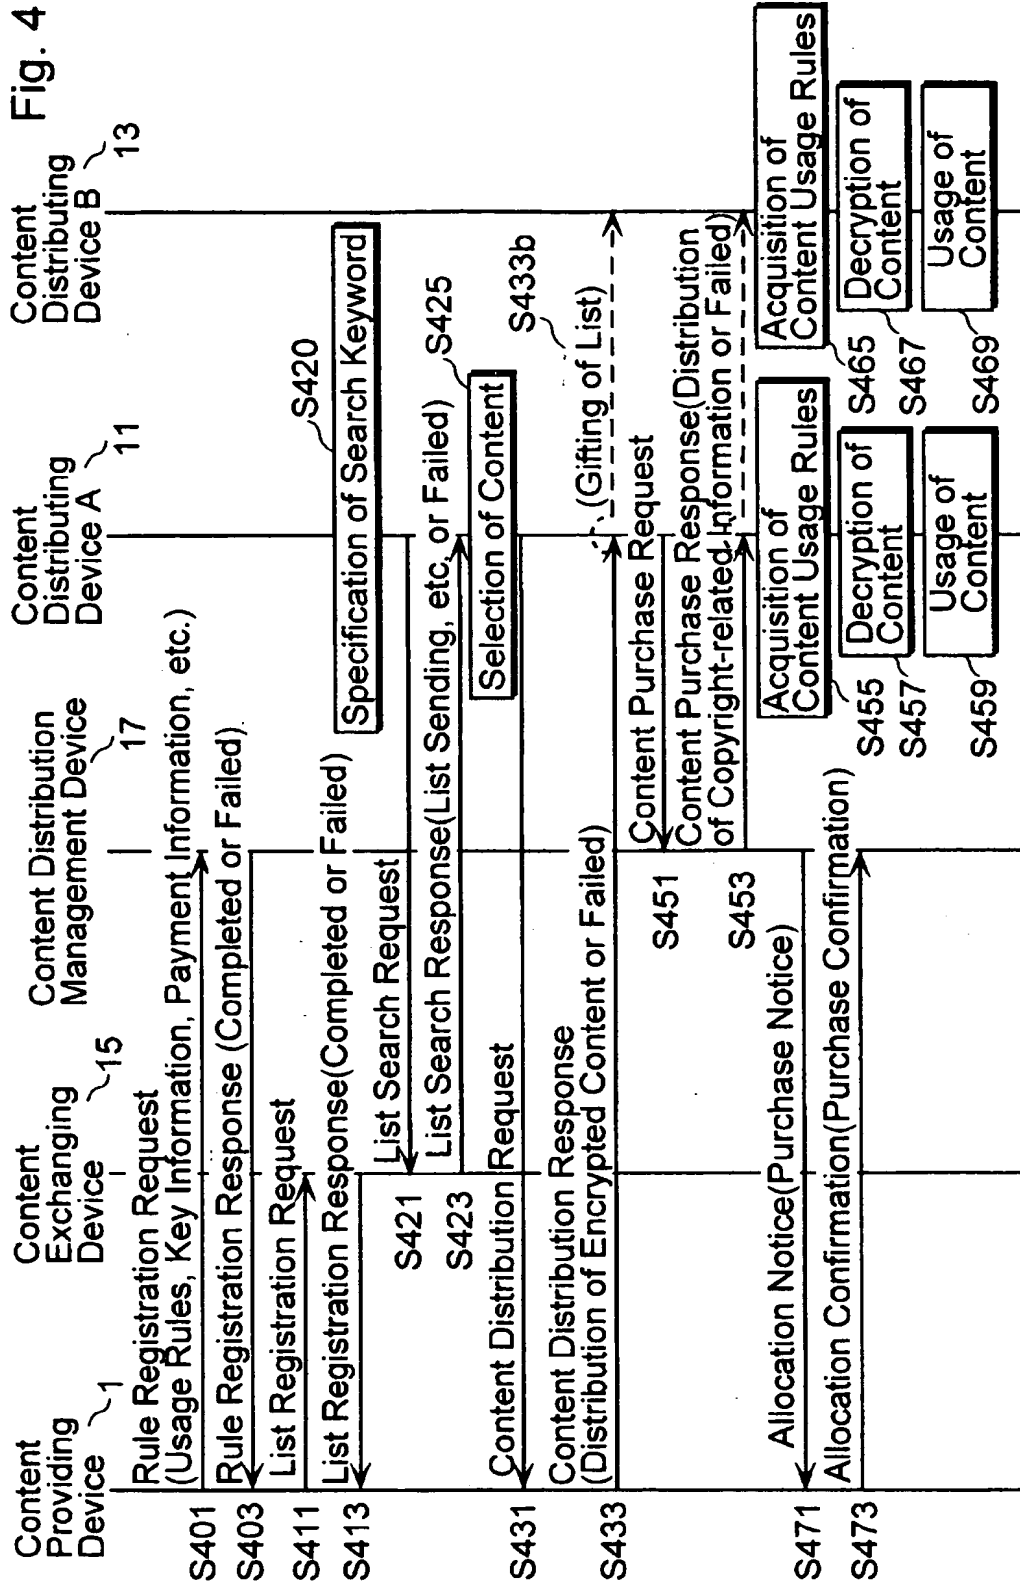 Fig. 4
Content
Providing
Device
1
Content
Exchanging
Device
15
Content Distribution
Management Device
17
Content
Distributing
Device A
11
Content
Distributing
Device B
13
Rule Registration Request
(Usage Rules, Key Information, Payment Information, etc.)
S401
Rule Registration Response (Completed or Failed)
S403
List Registration Request
S411
List Registration Response(Completed or Failed)
S413
S420
Specification of Search Keyword
List Search Request
S421
List Search Response(List Sending, etc, or Failed)
S423
S425
Selection of Content
Content Distribution Request
S431
Content Distribution Response
(Distribution of Encrypted Content or Failed)
S433
(Gifting of List)
S433b
Content Purchase Request
S451
Content Purchase Response(Distribution
of Copyright-related Information or Failed)
S453
Allocation Notice(Purchase Notice)
S471
Allocation Confirmation(Purchase Confirmation)
S473
Acquisition of
Content Usage Rules
S455
Decryption of
Content
S457
Usage of
Content
S459
Acquisition of
Content Usage Rules
S465
Decryption of
Content
S467
Usage of
Content
S469